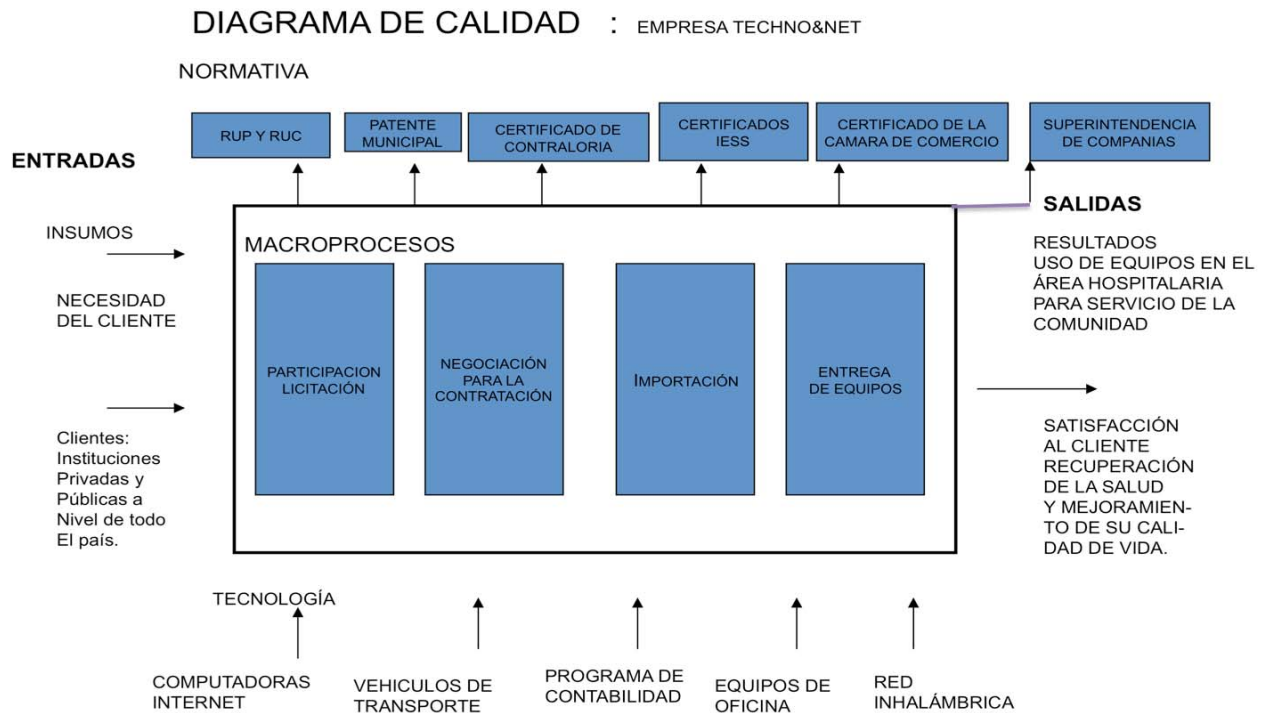 DIAGRAMA DE CALIDAD : EMPRESA TECHNO&NET
NORMATIVA
RUP Y RUC
PATENTE
MUNICIPAL
CERTIFICADO DE
CONTRALORIA
CERTIFICADOS
IESS
CERTIFICADO DE LA
CAMARA DE COMERCIO
SUPERINTENDENCIA
DE COMPANIAS
ENTRADAS
INSUMOS
NECESIDAD
DEL CLIENTE
Clientes:
Instituciones
Privadas y
Públicas a
Nivel de todo
El país.
MACROPROCESOS
PARTICIPACION
LICITACIÓN
NEGOCIACIÓN
PARA LA
CONTRATACIÓN
IMPORTACIÓN
ENTREGA
DE EQUIPOS
SALIDAS
RESULTADOS
USO DE EQUIPOS EN EL
ÁREA HOSPITALARIA
PARA SERVICIO DE LA
COMUNIDAD
SATISFACCIÓN
AL CLIENTE
RECUPERACIÓN
DE LA SALUD
Y MEJORAMIEN-
TO DE SU CALI-
DAD DE VIDA.
TECNOLOGÍA
COMPUTADORAS
INTERNET
VEHICULOS DE
TRANSPORTE
PROGRAMA DE
CONTABILIDAD
EQUIPOS DE
OFICINA
RED
INHALÁMBRICA